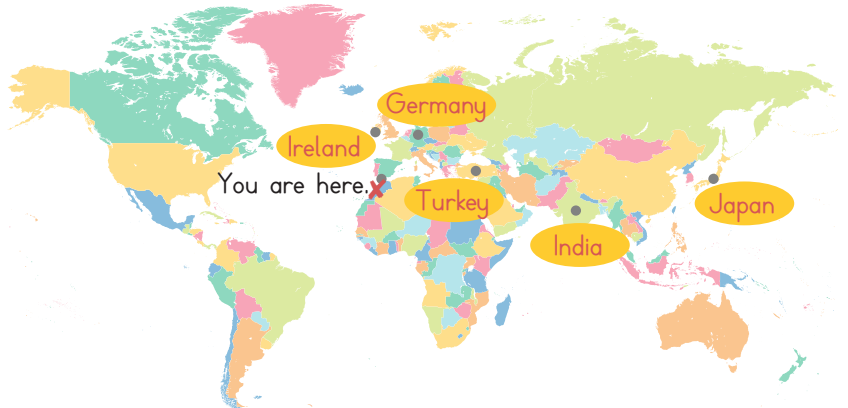 Germany
Ireland
You are here.
Turkey
Japan
India